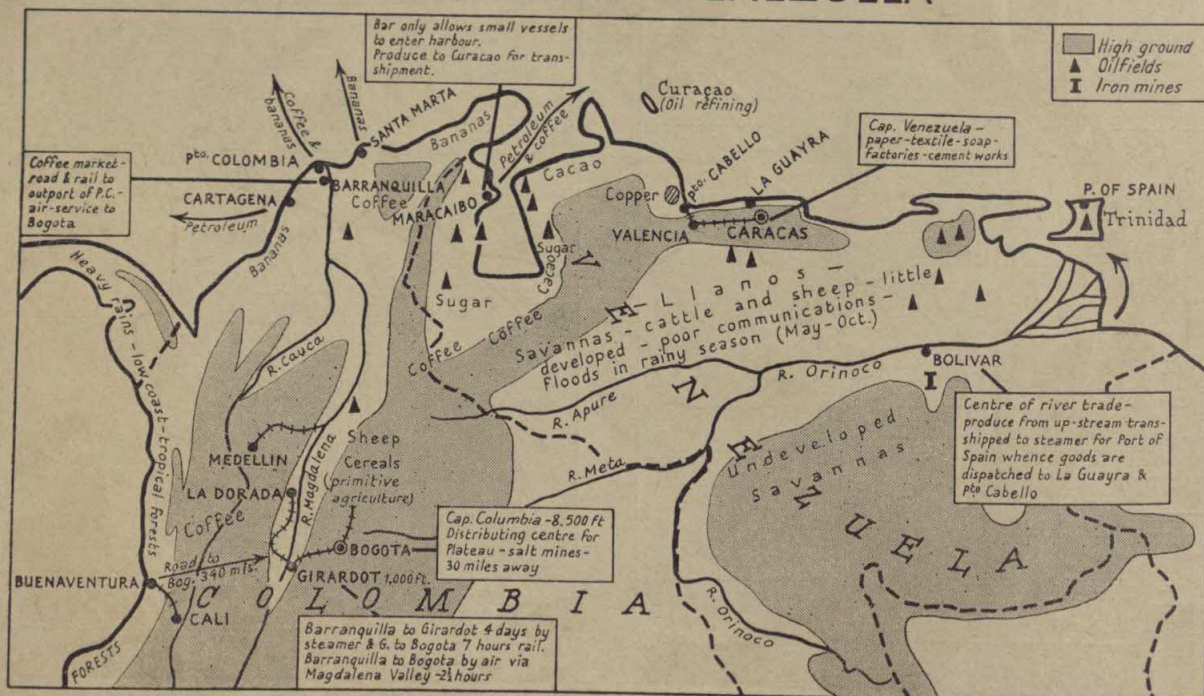 Bar only allows small vessels
to enter harbour.
Produce to Curacao for trans-
shipment.
High ground
Oilfields
I Iron mines
Coffee &
bananas
Bananas
SANTA MARTA
Bananas
Petroleum
& coffee
Curaçao
(Oil refining)
Cap. Venezuela -
paper-textile-soap-
factories-cement works
Coffee market-
road & rail to
outport of P.C.-
air-service to
Bogota
Pto. COLOMBIA
BARRANQUILLA
Coffee
CARTAGENA
Petroleum
Bananas
MARACAIBO
Cacao
Pto. CABELLO
LA GUAYRA
Copper
VALENCIA
CARACAS
P. OF SPAIN
Trinidad
Heavy rains - low coast-tropical forests
Sugar
Sugar
Cacao
Coffee
Coffee
Llanos -
Savannas - cattle and sheep - little
developed - poor communications -
floods in rainy season (May-Oct.)
R. Cauca
R. Magdalena
R. Apure
R. Meta
R. Orinoco
BOLIVAR
I
Centre of river trade-
produce from up-stream trans-
shipped to steamer for Port of
Spain whence goods are
dispatched to La Guayra &
Pto Cabello
Undeveloped
Savannas
VENEZUELA
MEDELLIN
LA DORADA
Coffee
Sheep
Cereals
(primitive
agriculture)
Cap. Columbia -8,500 ft
Distributing centre for
Plateau - salt mines-
30 miles away
BOGOTA
Road to
Bog. 340 mls.
BUENAVENTURA
GIRARDOT 1,000 ft.
CALI
COLOMBIA
R. Orinoco
FORESTS
Barranquilla to Girardot 4 days by
steamer & G. to Bogota 7 hours rail.
Barranquilla to Bogota by air via
Magdalena Valley -2½ hours